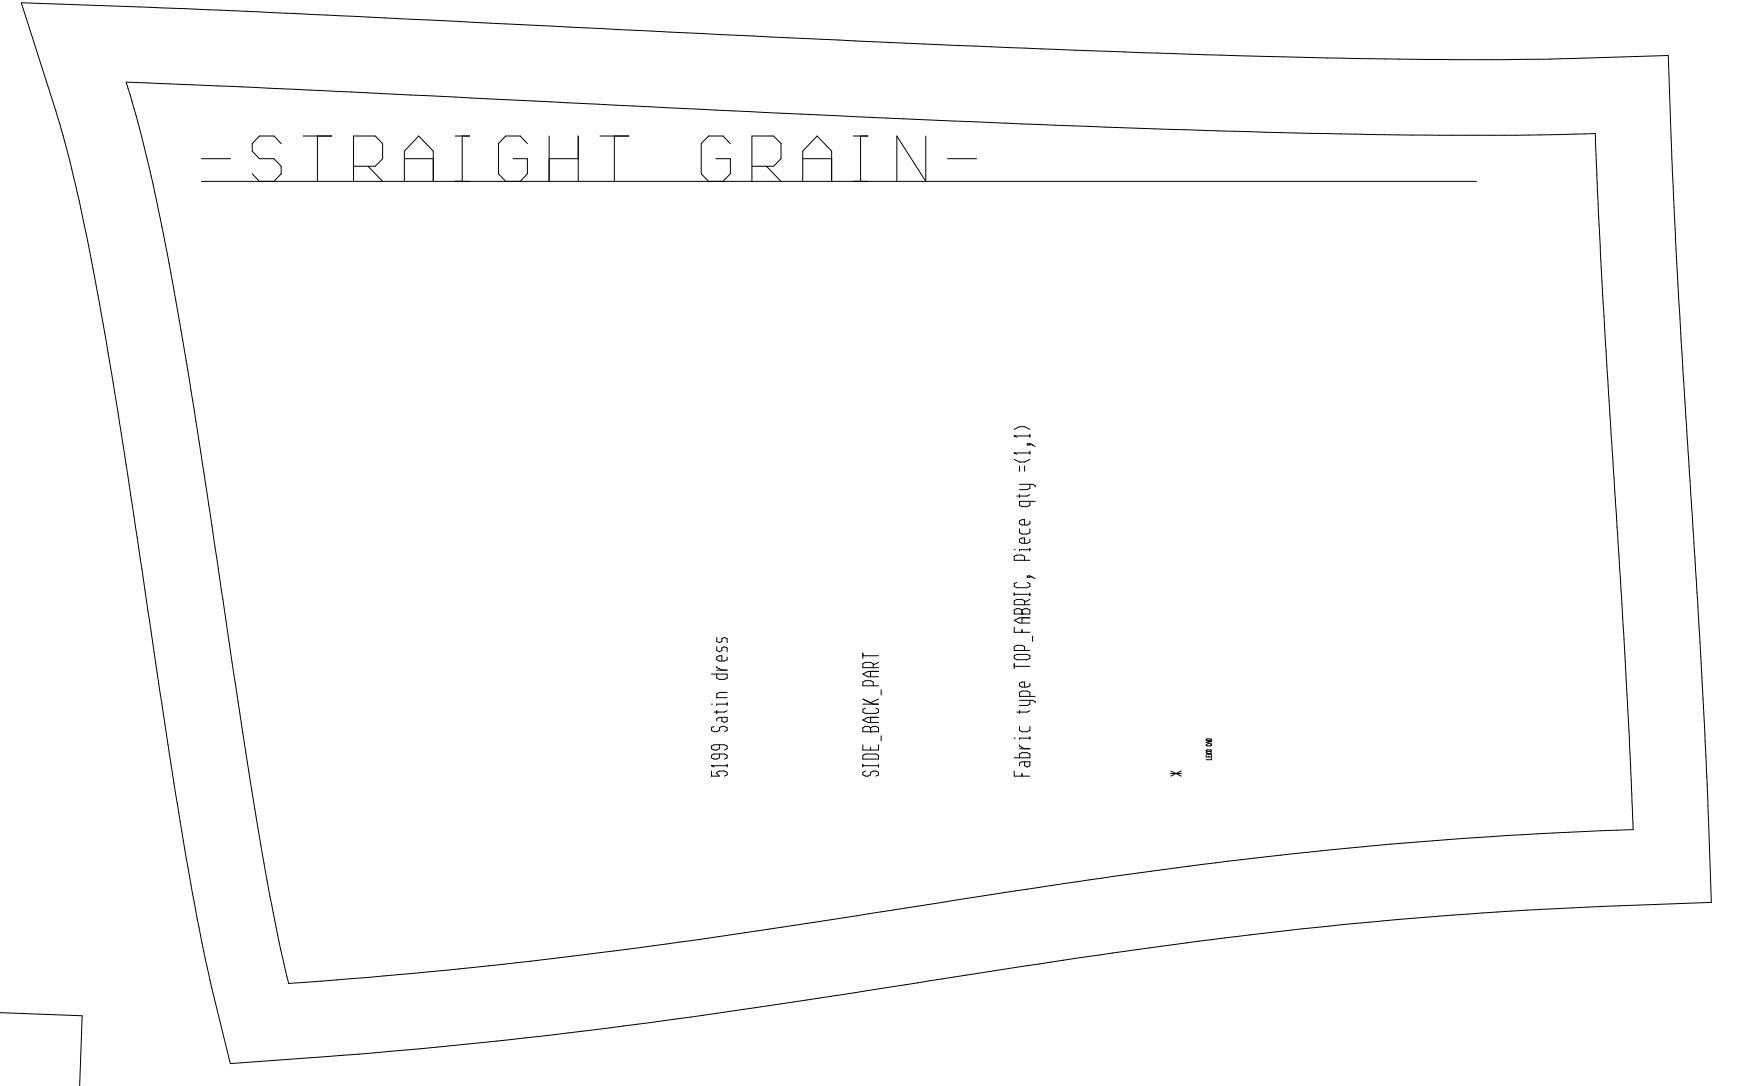 -STRAIGHT GRAIN-
5199 Satin dress
SIDE_BACK_PART
Fabric type TOP_FABRIC, Piece qty =(1,1)
X